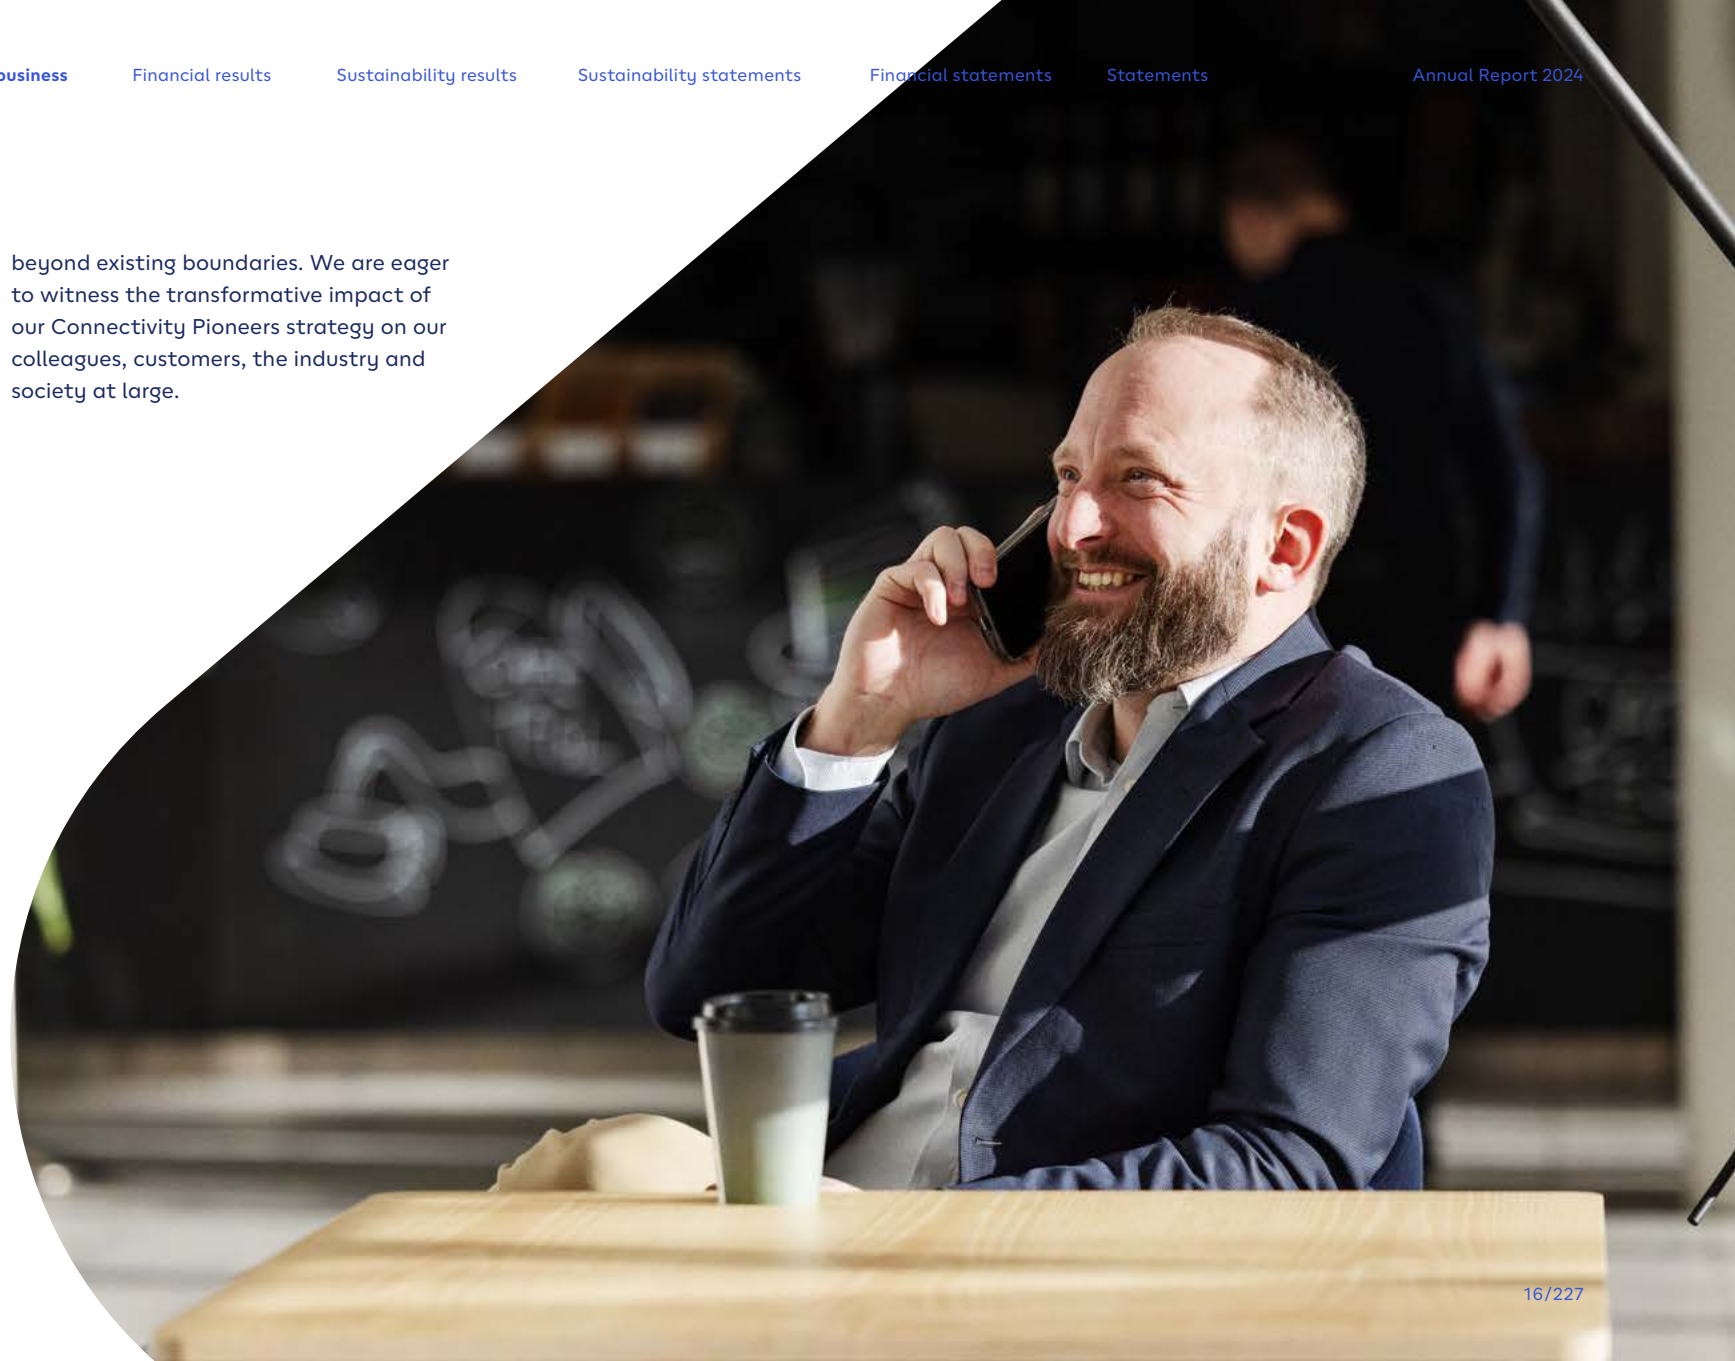 business Financial results Sustainability results Sustainability statements Financial statements Statements Annual Report 2024
beyond existing boundaries. We are eager
to witness the transformative impact of
our Connectivity Pioneers strategy on our
colleagues, customers, the industry and
society at large.
16/227